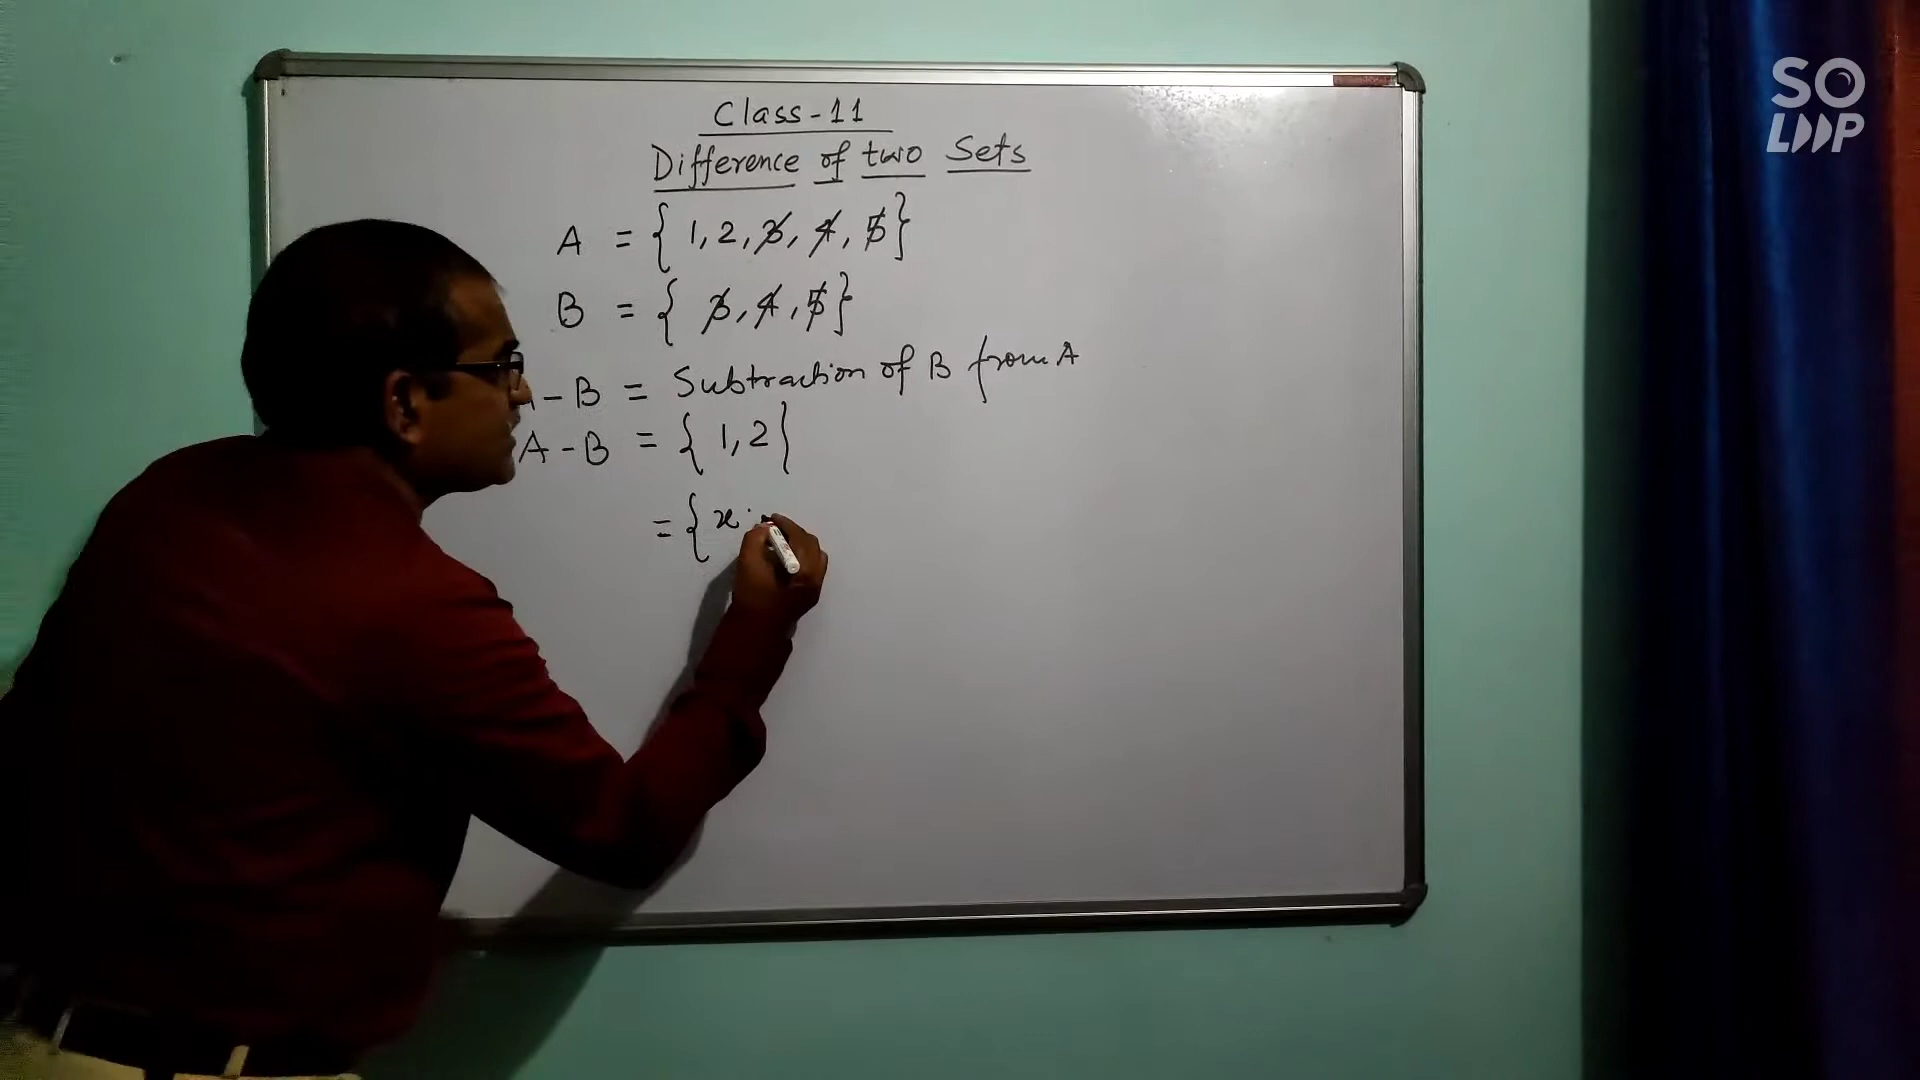 SO
LOOP
Class-11
Difference of two Sets
A = { 1, 2, 3, 4, 5 }
B = { 3, 4, 5 }
-B = Subtraction of B from A
A-B = { 1, 2 }
= { x